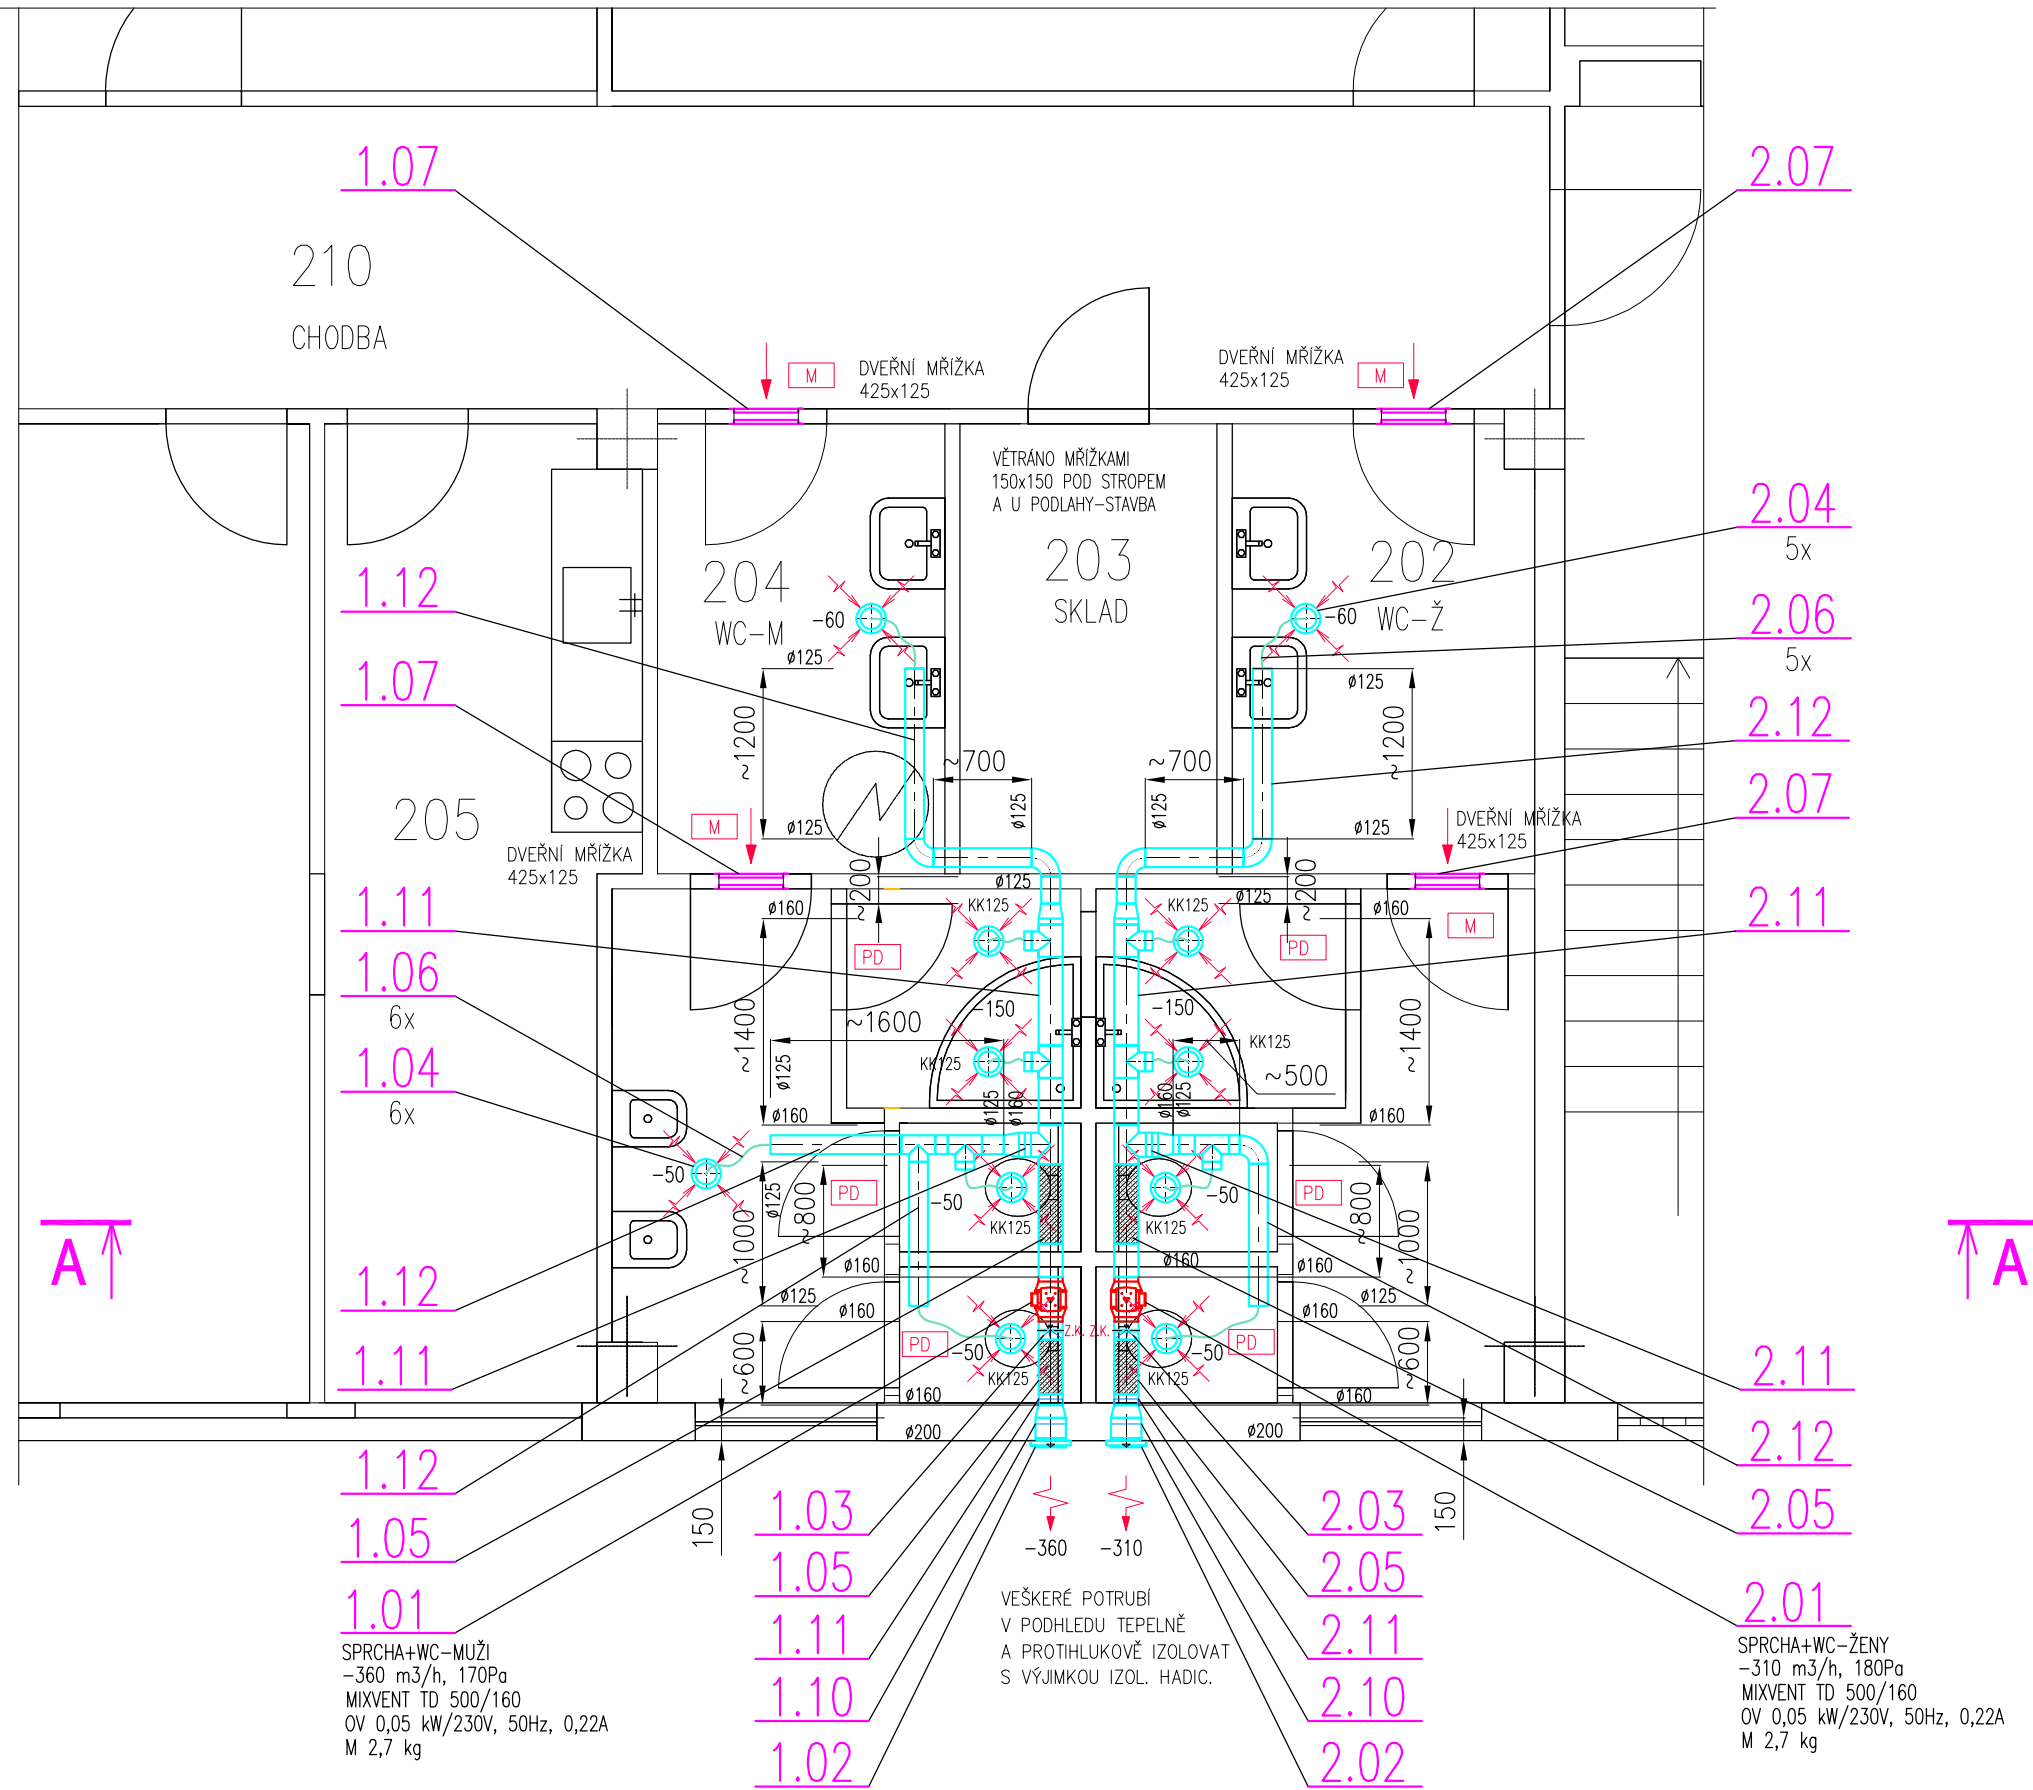 1.07
2.07
210
CHODBA
M
DVEŘNÍ MŘÍŽKA
425x125
DVEŘNÍ MŘÍŽKA
425x125
M
VĚTRÁNO MŘÍŽKAMI
150x150 POD STROPEM
A U PODLAHY-STAVBA
203
SKLAD
204
WC-M
-60
202
WC-Ž
-60
2.04
5x
2.06
5x
1.12
1.07
ø125
ø125
~1200
~1200
~700
~700
2.12
2.07
205
M
ø125
ø125
ø125
ø125
DVEŘNÍ MŘÍŽKA
425x125
DVEŘNÍ MŘÍŽKA
425x125
~200
~200
ø125
ø125
1.11
2.11
ø160
KK125
KK125
ø160
M
PD
PD
1.06
6x
1.04
6x
~1400
~1600
-150
-150
~1400
ø125
KK125
KK125
~500
ø125
ø160
ø160
ø125
ø160
ø160
-50
-50
-50
PD
PD
KK125
KK125
ø125
~800
~1000
~800
~1000
A
A
ø160
ø160
ø160
ø125
ø125
1.12
ø160
ø160
Z.K.
Z.K.
PD
PD
-50
-50
KK125
~600
~600
1.11
2.11
ø160
ø160
ø200
ø200
1.12
2.12
150
150
1.03
2.03
2.05
1.05
-360
-310
1.05
2.05
1.01
SPRCHA+WC-MUŽI
-360 m3/h, 170Pa
MIXVENT TD 500/160
OV 0,05 kW/230V, 50Hz, 0,22A
M 2,7 kg
VEŠKERÉ POTRUBÍ
V PODHLEDU TEPELNĚ
A PROTIHLUKOVĚ IZOLOVAT
S VÝJIMKOU IZOL. HADIC.
2.01
SPRCHA+WC-ŽENY
-310 m3/h, 180Pa
MIXVENT TD 500/160
OV 0,05 kW/230V, 50Hz, 0,22A
M 2,7 kg
1.11
2.11
1.10
2.10
1.02
2.02